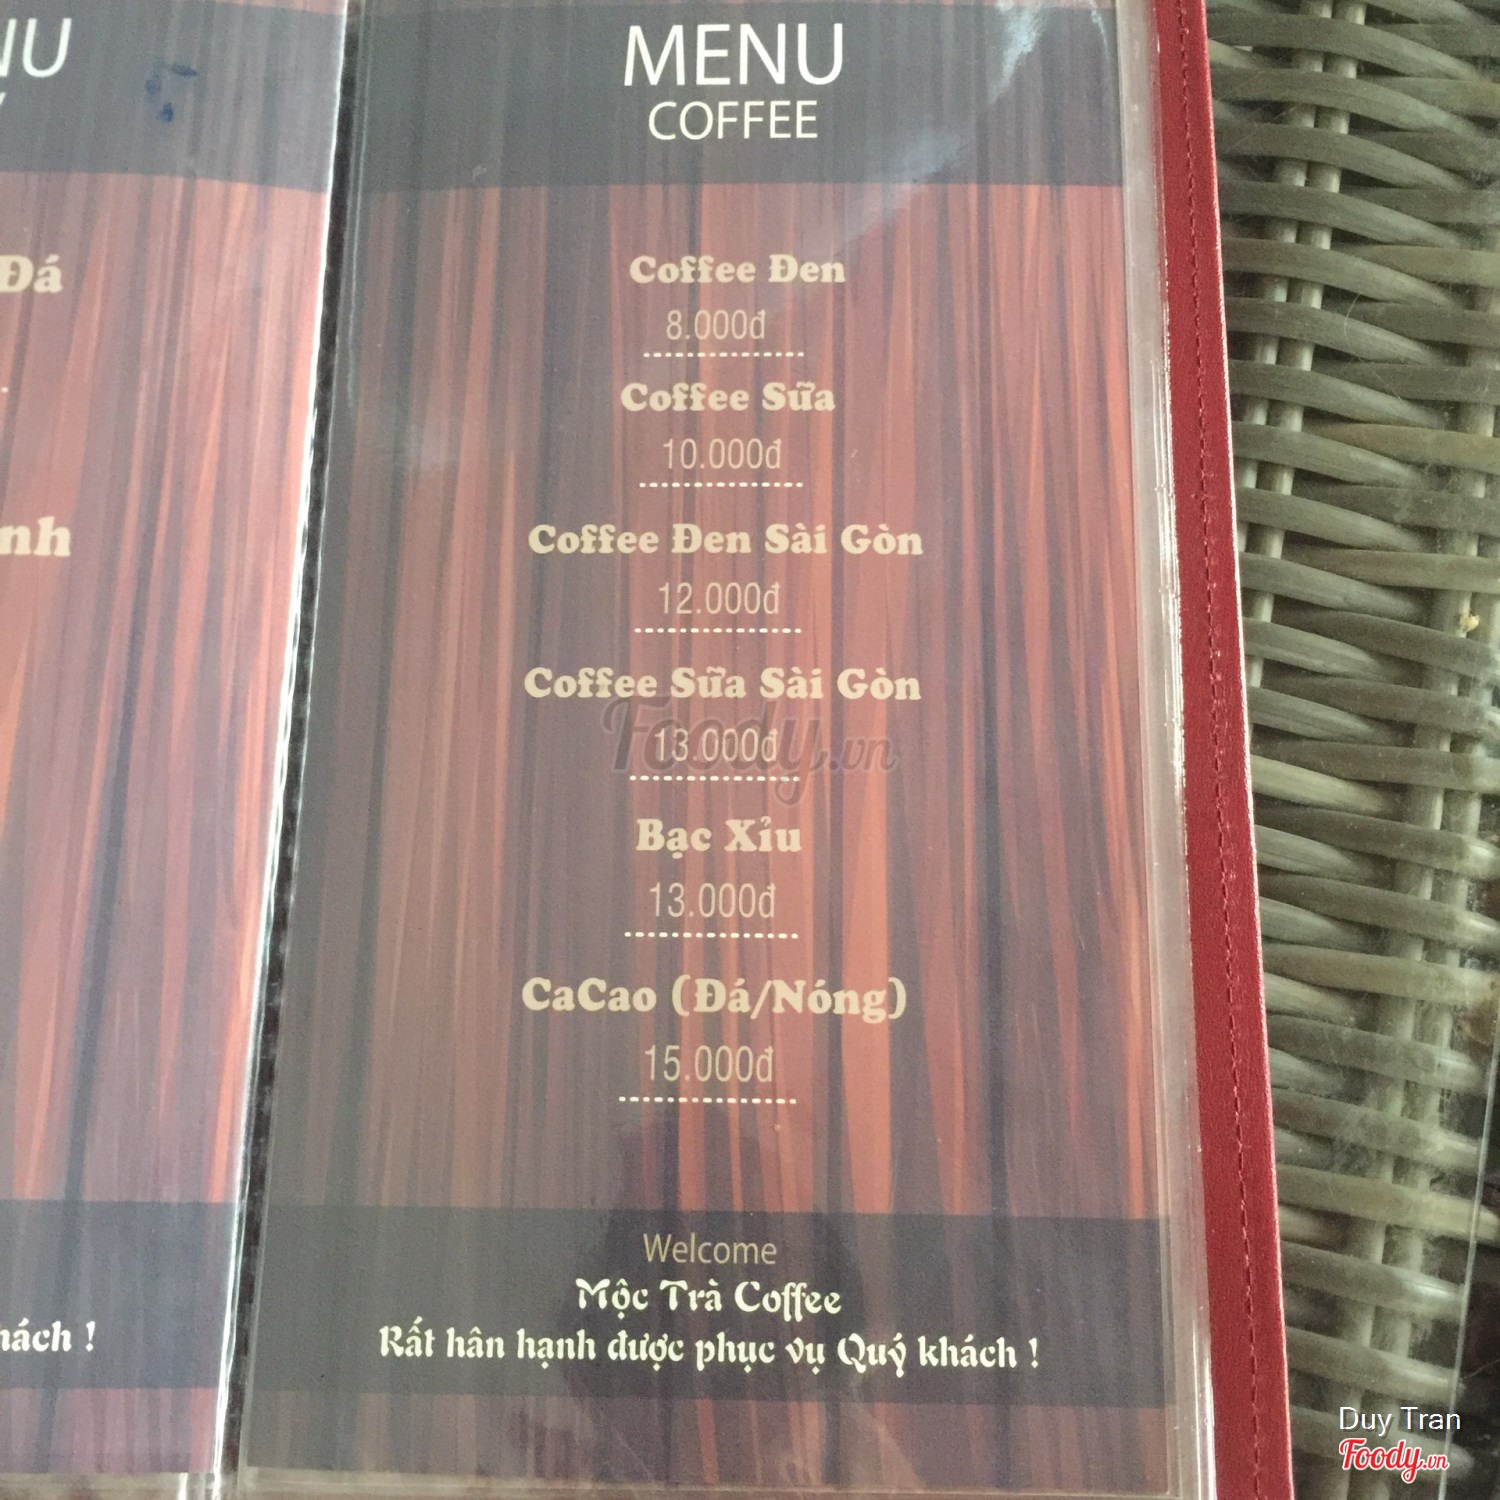 NU
Đá
nh
hách !
MENU
COFFEE
Coffee Đen
8.000đ
Coffee Sữa
10.000đ
Coffee Đen Sài Gòn
12.000đ
Coffee Sữa Sài Gòn
13.000đ
Foody.vn
Bạc Xỉu
13.000đ
CaCao (Đá/Nóng)
15.000đ
Welcome
Mộc Trà Coffee
Rất hân hạnh được phục vụ Quý khách !
Duy Tran
Foody.vn